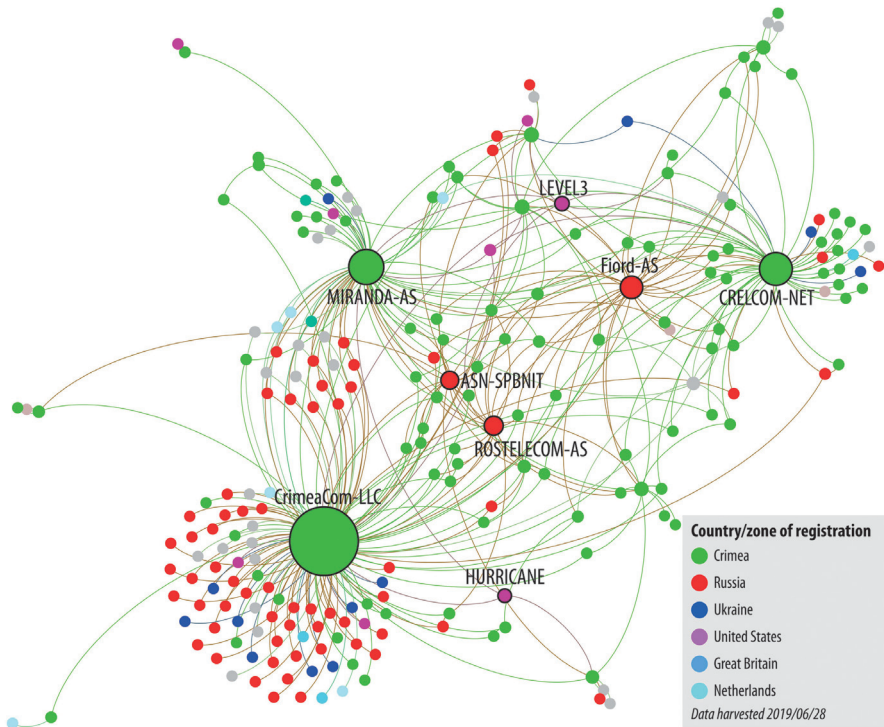 LEVEL3
Fiord-AS
MIRANDA-AS
CRELCOM-NET
ASN-SPBNIT
ROSTELECOM-AS
CrimeaCom-LLC
HURRICANE
Country/zone of registration
Crimea
Russia
Ukraine
United States
Great Britain
Netherlands
Data harvested 2019/06/28